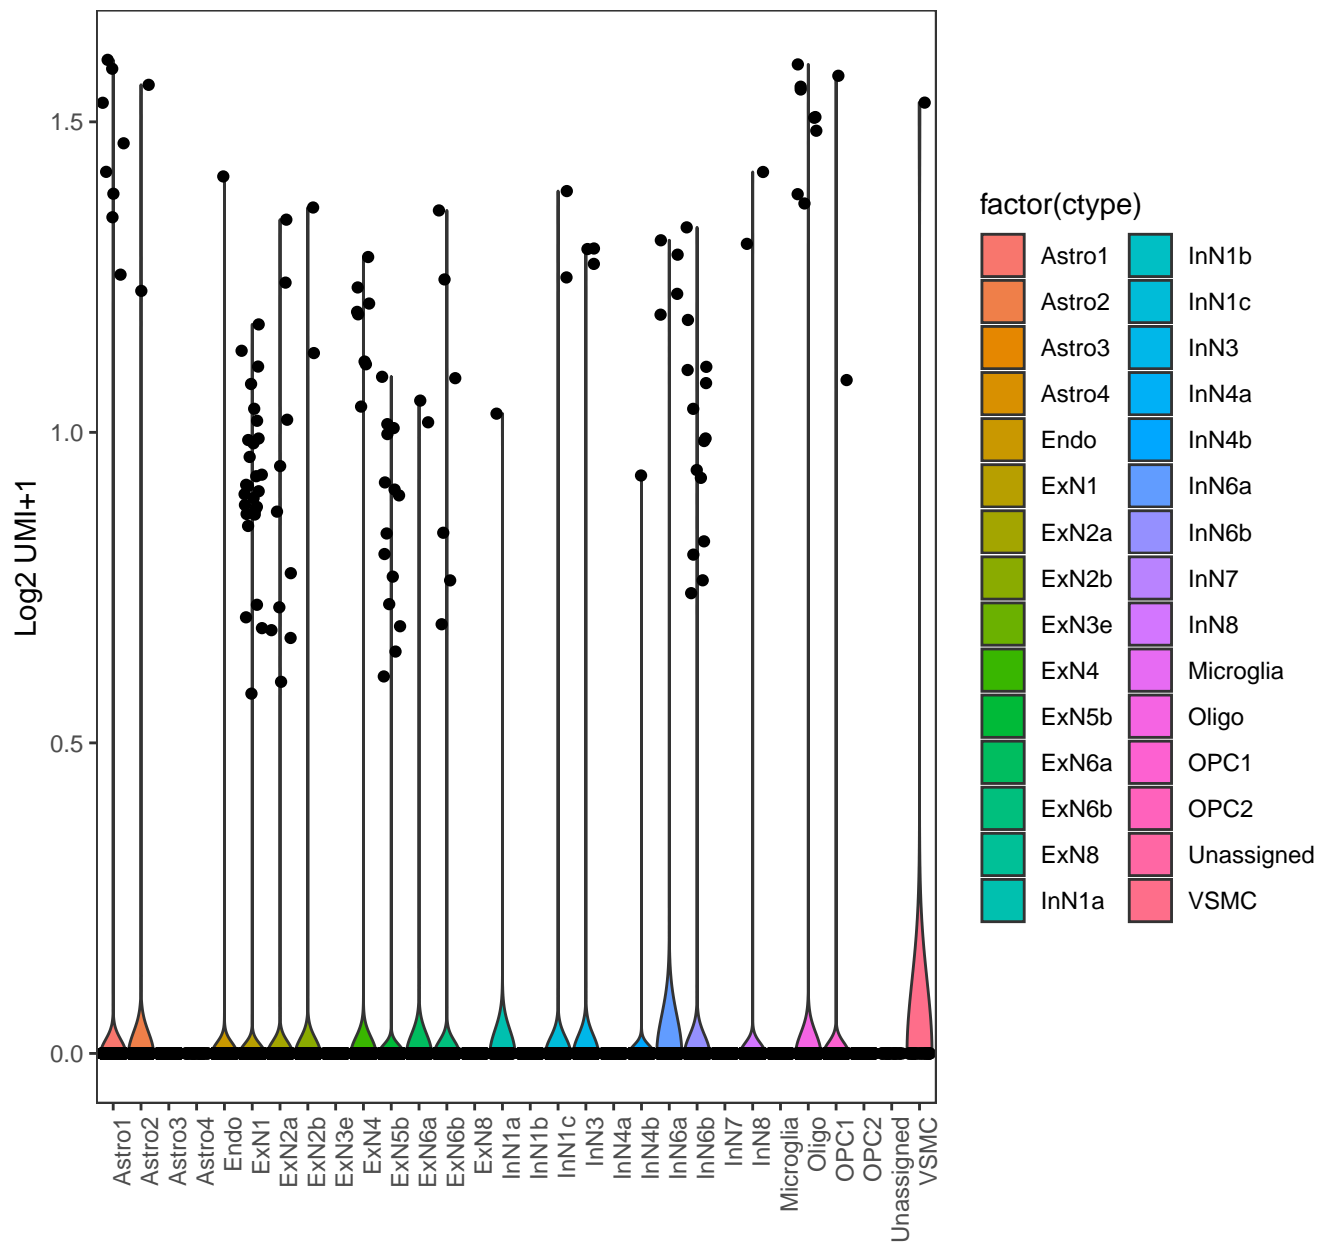 Log2 UMI+1
1.5
1.0
0.5
0.0
Astro1
Astro2
Astro3
Astro4
Endo
ExN1
ExN2a
ExN2b
ExN3e
ExN4
ExN5b
ExN6a
ExN6b
ExN8
InN1a
InN1b
InN1c
InN3
InN4a
InN4b
InN6a
InN6b
InN7
InN8
Microglia
Oligo
OPC1
OPC2
Unassigned
VSMC
factor(ctype)
Astro1
Astro2
Astro3
Astro4
Endo
ExN1
ExN2a
ExN2b
ExN3e
ExN4
ExN5b
ExN6a
ExN6b
ExN8
InN1a
InN1b
InN1c
InN3
InN4a
InN4b
InN6a
InN6b
InN7
InN8
Microglia
Oligo
OPC1
OPC2
Unassigned
VSMC